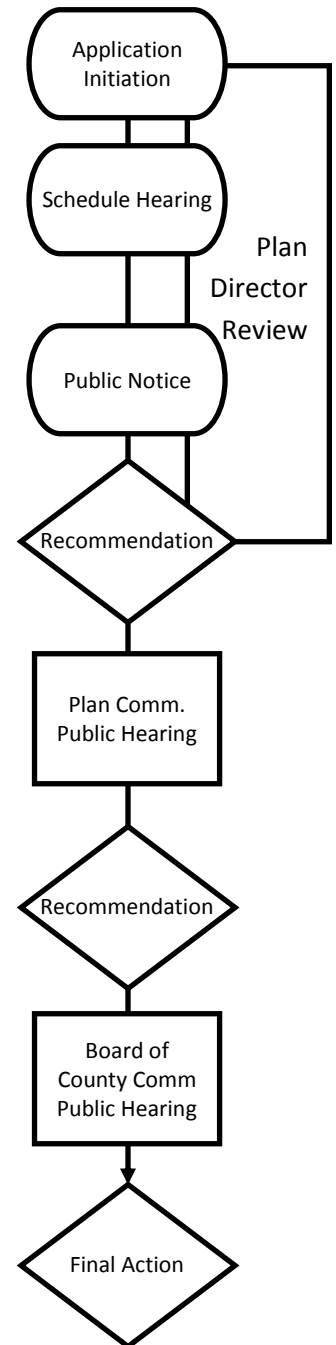 Application
Initiation
Schedule Hearing
Plan
Director
Review
Public Notice
Recommendation
Plan Comm.
Public Hearing
Recommendation
Board of
County Comm
Public Hearing
Final Action